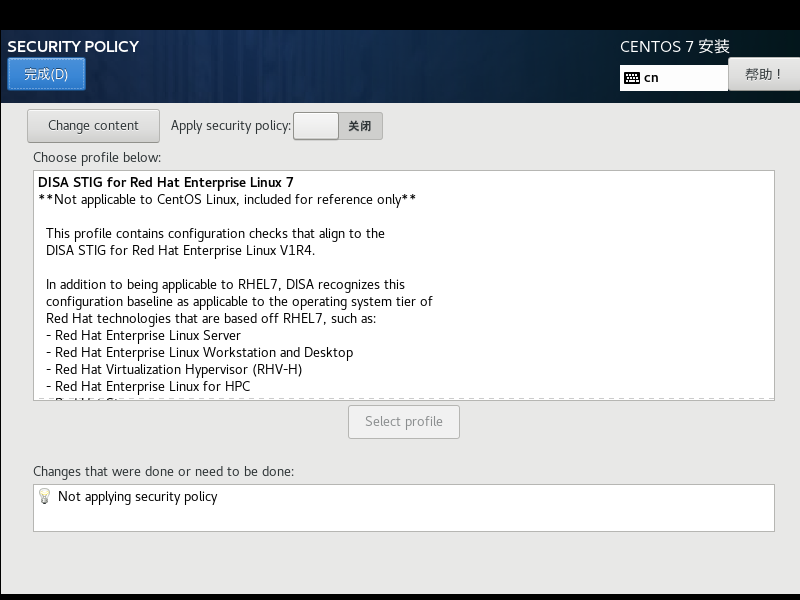 SECURITY POLICY
CENTOS 7 安装
完成(D)
cn
帮助！
Change content
Apply security policy:
关闭
Choose profile below:
DISA STIG for Red Hat Enterprise Linux 7
**Not applicable to CentOS Linux, included for reference only**
This profile contains configuration checks that align to the
DISA STIG for Red Hat Enterprise Linux V1R4.
In addition to being applicable to RHEL7, DISA recognizes this
configuration baseline as applicable to the operating system tier of
Red Hat technologies that are based off RHEL7, such as:
- Red Hat Enterprise Linux Server
- Red Hat Enterprise Linux Workstation and Desktop
- Red Hat Virtualization Hypervisor (RHV-H)
- Red Hat Enterprise Linux for HPC
Select profile
Changes that were done or need to be done:
Not applying security policy